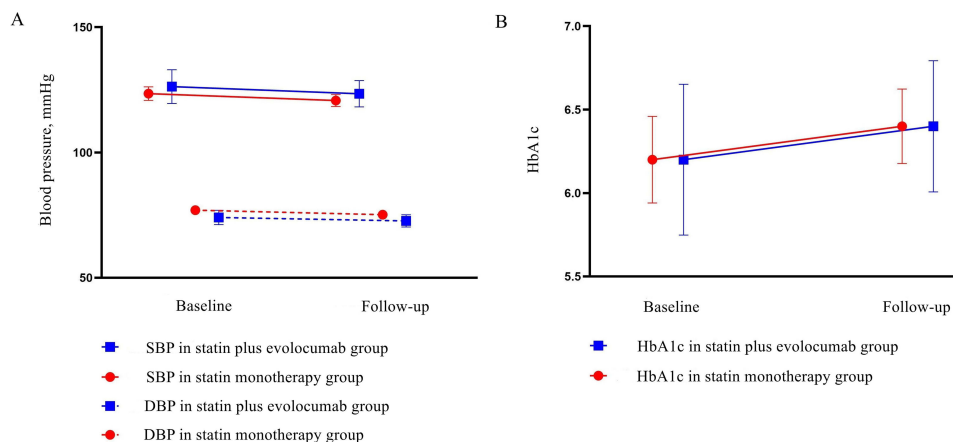 A
Blood pressure, mmHg
150
100
50
Baseline
Follow-up
SBP in statin plus evolocumab group
SBP in statin monotherapy group
DBP in statin plus evolocumab group
DBP in statin monotherapy group
B
HbA1c
7.0
6.5
6.0
5.5
Baseline
Follow-up
HbA1c in statin plus evolocumab group
HbA1c in statin monotherapy group